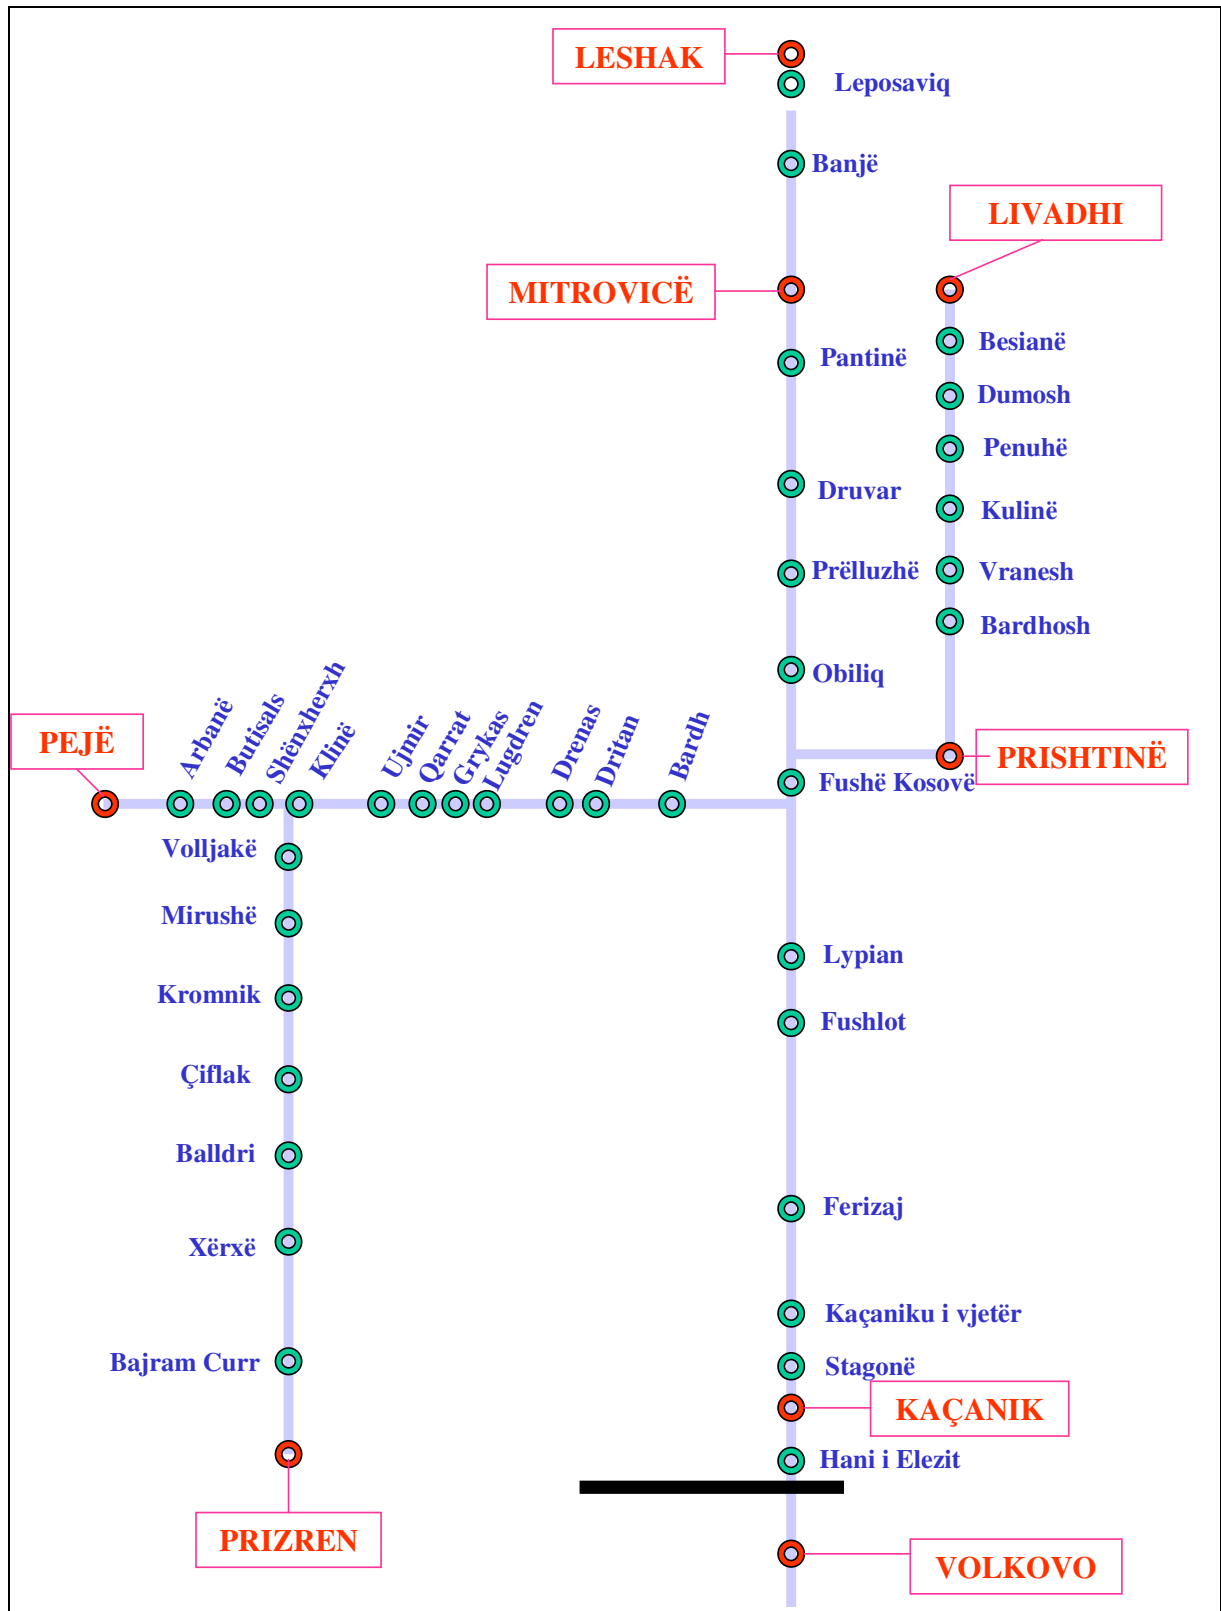 LESHAK
Leposaviq
Banjë
LIVADHI
MITROVICË
Besianë
Pantinë
Dumosh
Penuhë
Druvar
Kulinë
Prëlluzhë
Vranesh
Bardhosh
Obiliq
PEJË
Arbanë
Butisals
Shënxherxh
Klinë
Ujmir
Qarrat
Grykas
Lugdren
Drenas
Dritan
Bardh
PRISHTINË
Fushë Kosovë
Volljakë
Mirushë
Kromnik
Çiflak
Balldri
Xërxë
Bajram Curr
PRIZREN
Lypian
Fushlot
Ferizaj
Kaçaniku i vjetër
Stagonë
KAÇANIK
Hani i Elezit
VOLKOVO